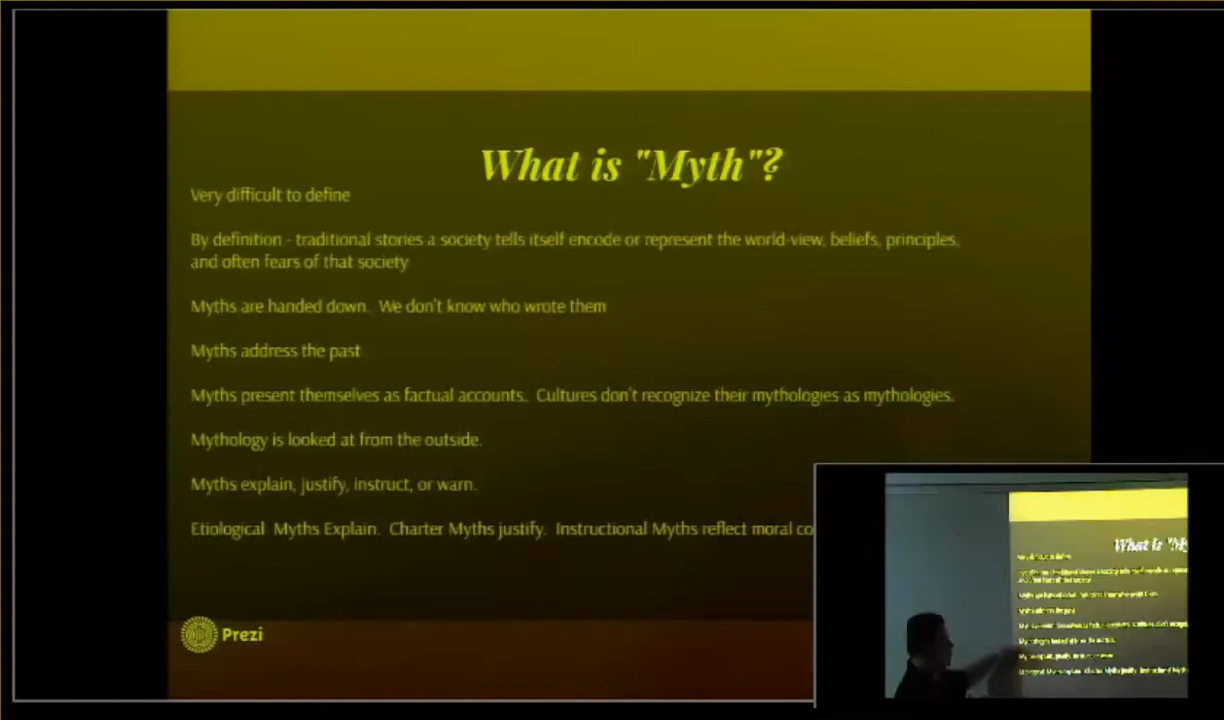 What is "Myth"?
Very difficult to define
By definition - traditional stories a society tells itself encode or represent the world-view, beliefs, principles,
and often fears of that society
Myths are handed down.  We don't know who wrote them
Myths address the past
Myths present themselves as factual accounts.  Cultures don't recognize their mythologies as mythologies.
Mythology is looked at from the outside.
Myths explain, justify, instruct, or warn.
Etiological  Myths Explain.  Charter Myths justify.  Instructional Myths reflect moral co
Prezi
What is "My